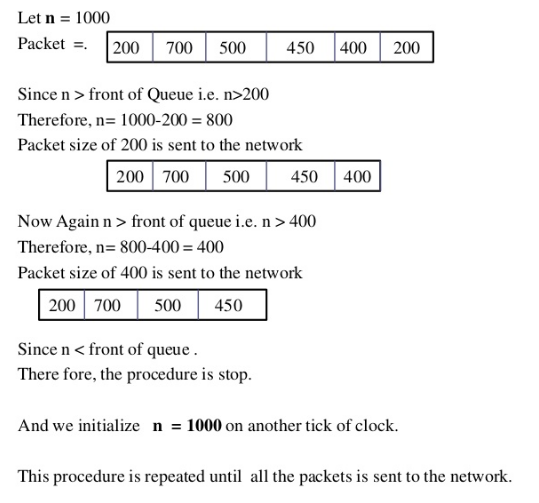 Let n = 1000
Packet =. 200 700 500 450 400 200
Since n > front of Queue i.e. n>200
Therefore, n= 1000-200 = 800
Packet size of 200 is sent to the network
200 700 500 450 400
Now Again n > front of queue i.e. n > 400
Therefore, n= 800-400 = 400
Packet size of 400 is sent to the network
200 700 500 450
Since n < front of queue .
There fore, the procedure is stop.
And we initialize n = 1000 on another tick of clock.
This procedure is repeated until all the packets is sent to the network.